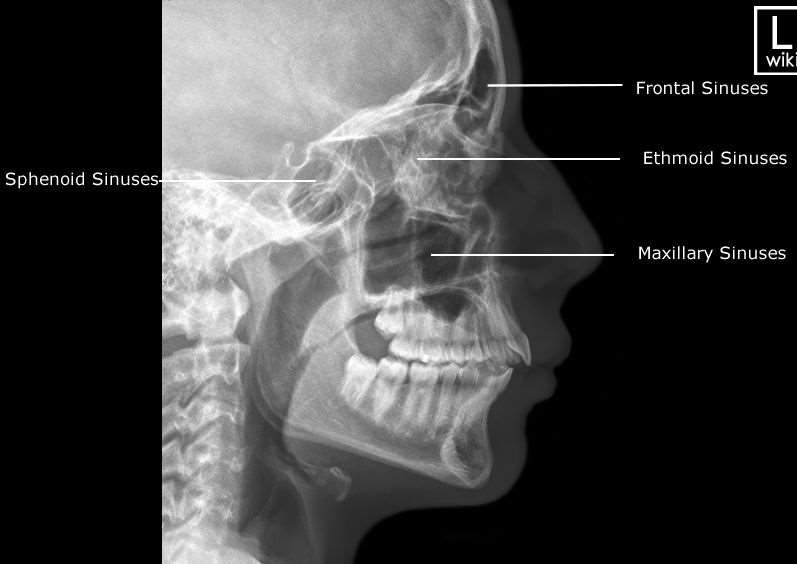 L
wiki
Frontal Sinuses
Ethmoid Sinuses
Sphenoid Sinuses
Maxillary Sinuses